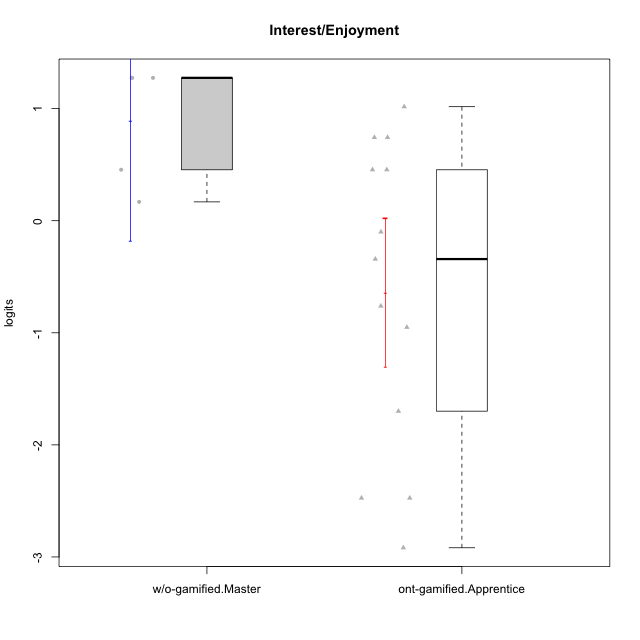 Interest/Enjoyment
logits
1
0
-1
-2
-3
w/o-gamified.Master ont-gamified.Apprentice